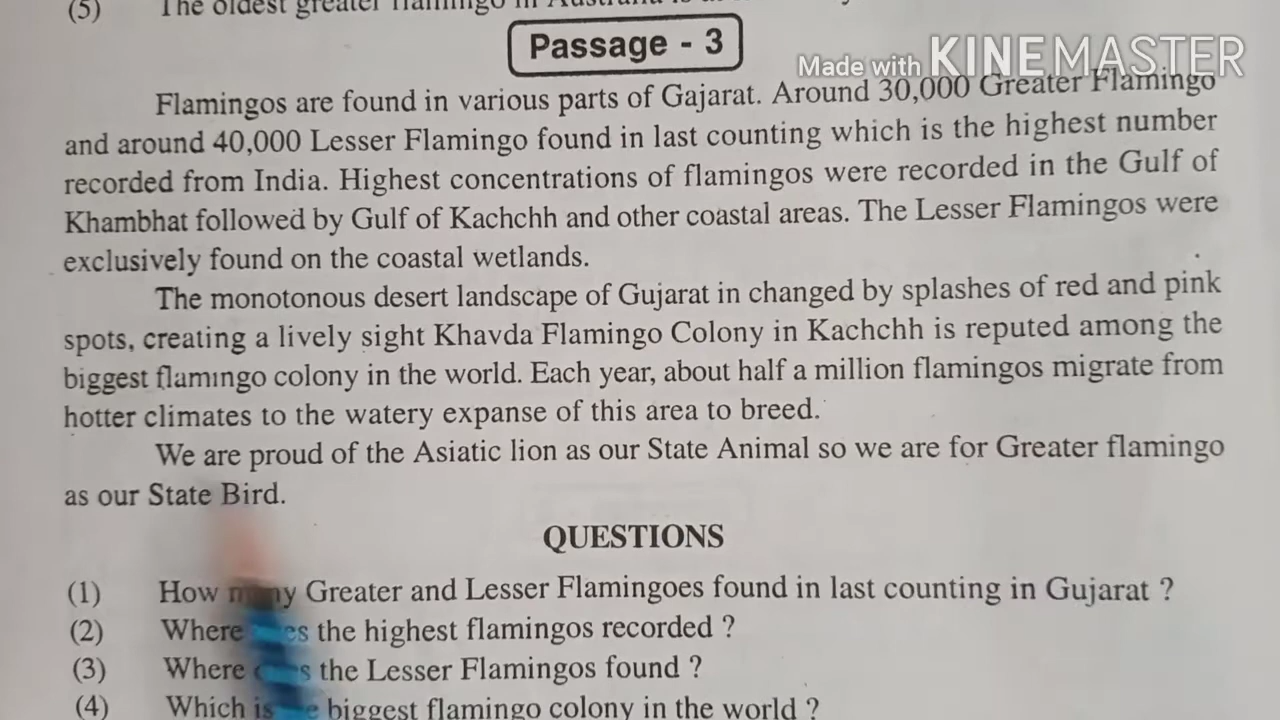 (5) The oldest greater flamingo in Australia is
Passage - 3
Made with KINEMASTER
Flamingos are found in various parts of Gajarat. Around 30,000 Greater Flamingo
and around 40,000 Lesser Flamingo found in last counting which is the highest number
recorded from India. Highest concentrations of flamingos were recorded in the Gulf of
Khambhat followed by Gulf of Kachchh and other coastal areas. The Lesser Flamingos were
exclusively found on the coastal wetlands.
The monotonous desert landscape of Gujarat in changed by splashes of red and pink
spots, creating a lively sight Khavda Flamingo Colony in Kachchh is reputed among the
biggest flamingo colony in the world. Each year, about half a million flamingos migrate from
hotter climates to the watery expanse of this area to breed.
We are proud of the Asiatic lion as our State Animal so we are for Greater flamingo
as our State Bird.
QUESTIONS
(1) How many Greater and Lesser Flamingoes found in last counting in Gujarat ?
(2) Where the highest flamingos recorded ?
(3) Where the Lesser Flamingos found ?
(4) Which is biggest flamingo colony in the world ?